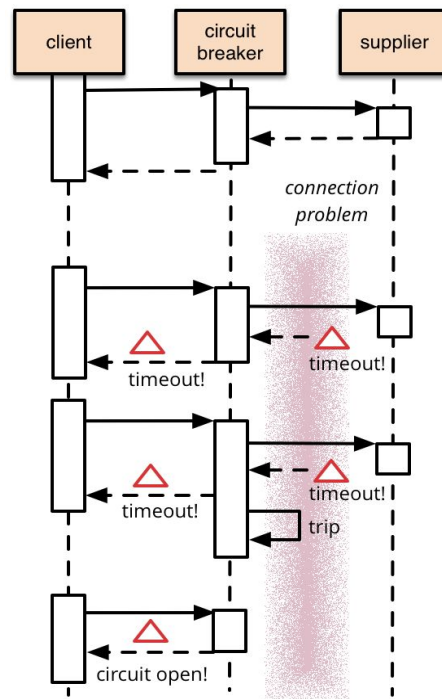 client
circuit
breaker
supplier
connection
problem
timeout!
timeout!
timeout!
timeout!
trip
circuit open!